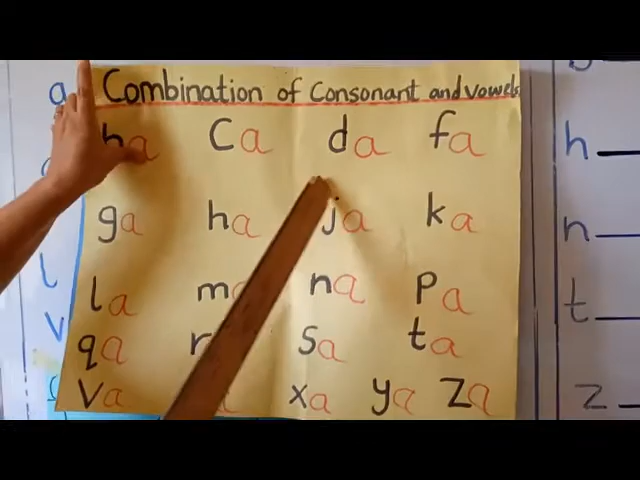 a Combination of Consonant and vowels
ba Ca da fa h
ga ha ja ka n
la ma na pa t
qa sa ta
va xa ya Za z
l
v